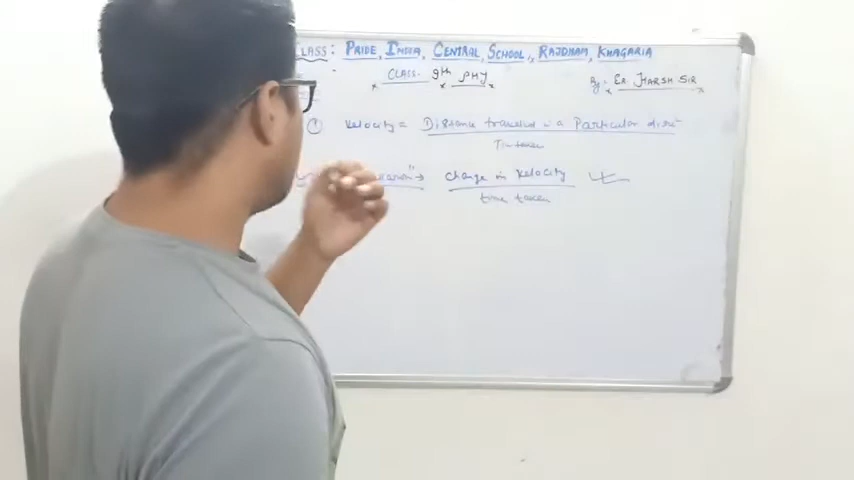 CLASS: PRIDE, INDIA, CENTRAL, SCHOOL, RAJDHAM, KHAGARIA
CLASS- 9th PHY
By- Er HARSH SIR
① Velocity = Distance travelled in a Particular
Time taken
change in velocity
time taken